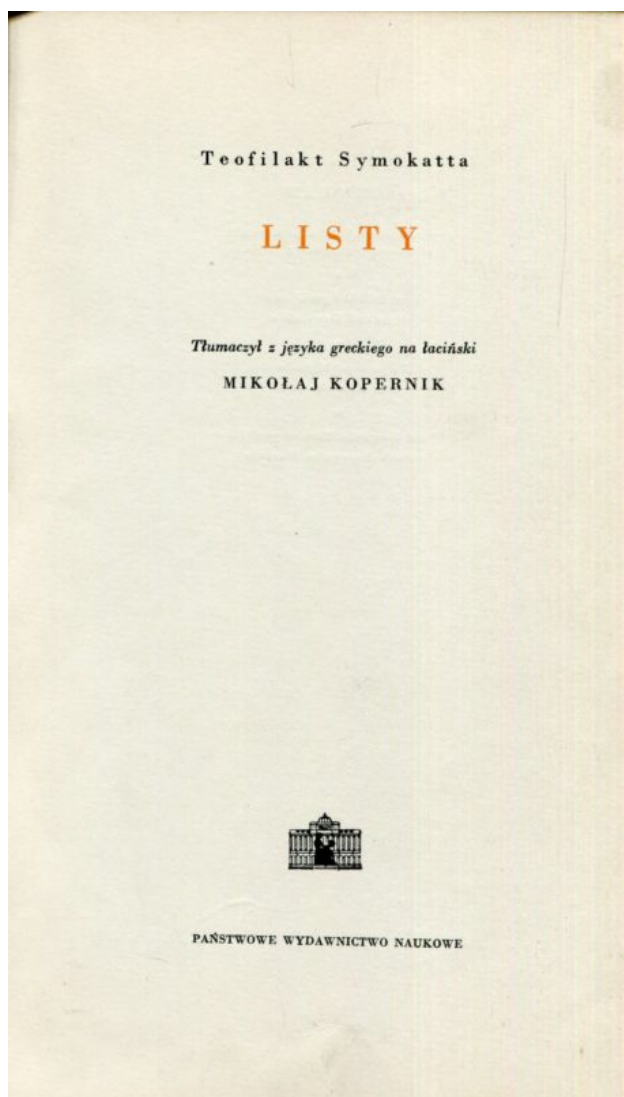 Teofilakt Symokatta
LISTY
Tłumaczył z języka greckiego na łaciński
MIKOŁAJ KOPERNIK
PAŃSTWOWE WYDAWNICTWO NAUKOWE